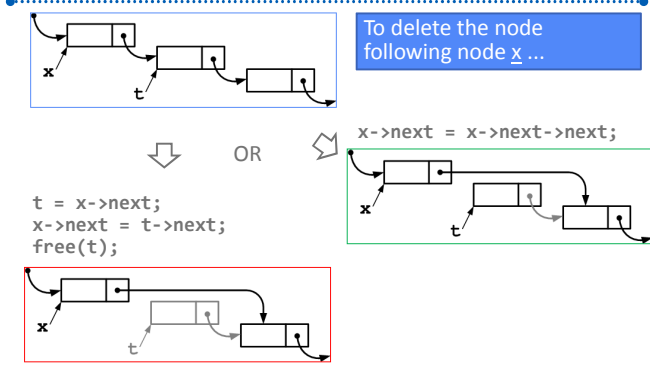 To delete the node
following node x ...
x
t
x->next = x->next->next;
OR
x
t
t = x->next;
x->next = t->next;
free(t);
x
t